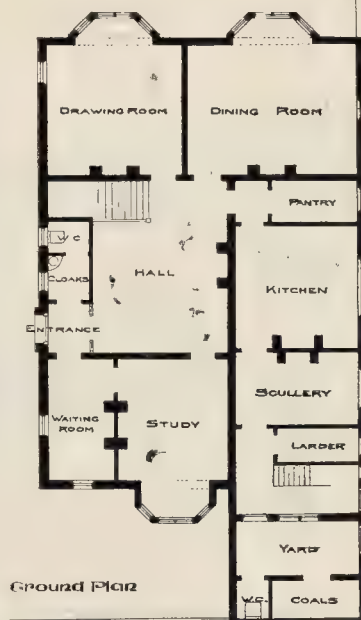 DRAWING ROOM
DINING ROOM
PANTRY
W.C.
HALL
CLOAKS
KITCHEN
ENTRANCE
SCULLERY
WAITING
ROOM
STUDY
LARDER
YARD
Ground Plan
W.C.
COALS